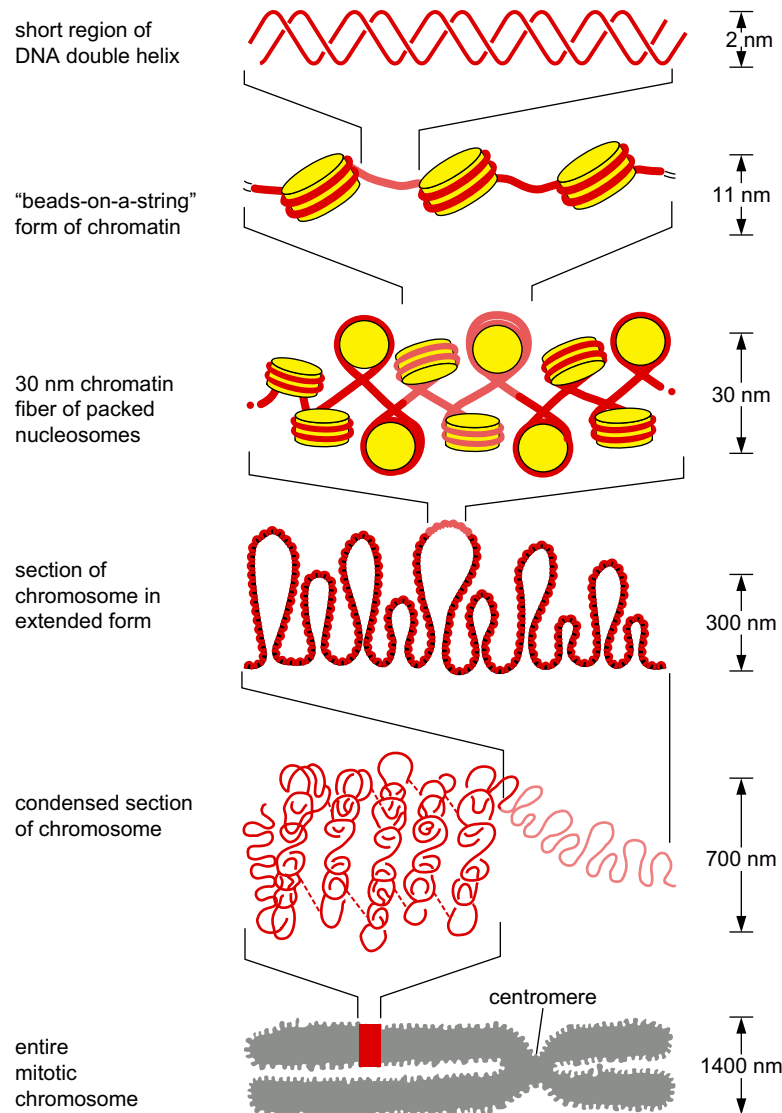 short region of
DNA double helix
2 nm
“beads-on-a-string”
form of chromatin
11 nm
30 nm chromatin
fiber of packed
nucleosomes
30 nm
section of
chromosome in
extended form
300 nm
condensed section
of chromosome
700 nm
centromere
entire
mitotic
chromosome
1400 nm